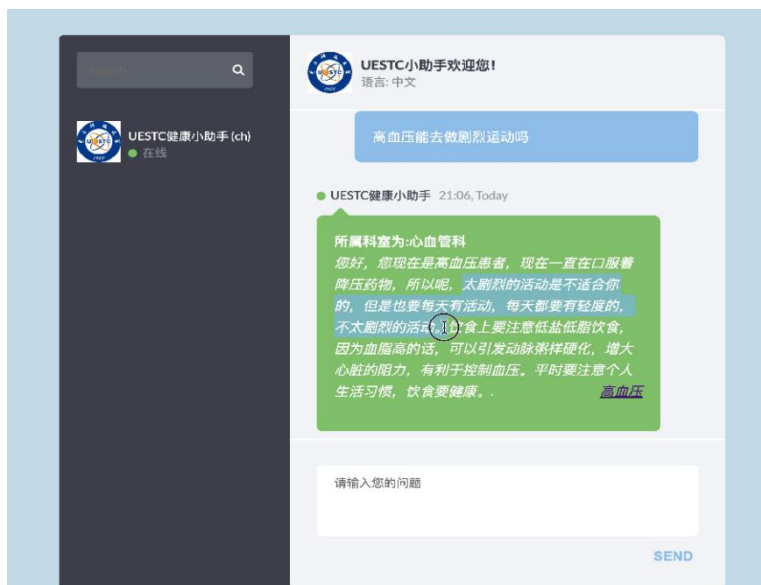 UESTC小助手欢迎您!
语言: 中文
UESTC健康小助手 (ch)
在线
高血压能去做剧烈运动吗
UESTC健康小助手 21:06, Today
所属科室为:心血管科
您好，您现在是高血压患者，现在一直在口服着
降压药物，所以呢，太剧烈的活动是不适合你
的，但是也要每天有活动，每天都要有轻度的，
不太剧烈的活动。饮食上要注意低盐低脂饮食，
因为血脂高的话，可以引发动脉粥样硬化，增大
心脏的阻力，有利于控制血压。平时要注意个人
生活习惯，饮食要健康。. 高血压
请输入您的问题
SEND